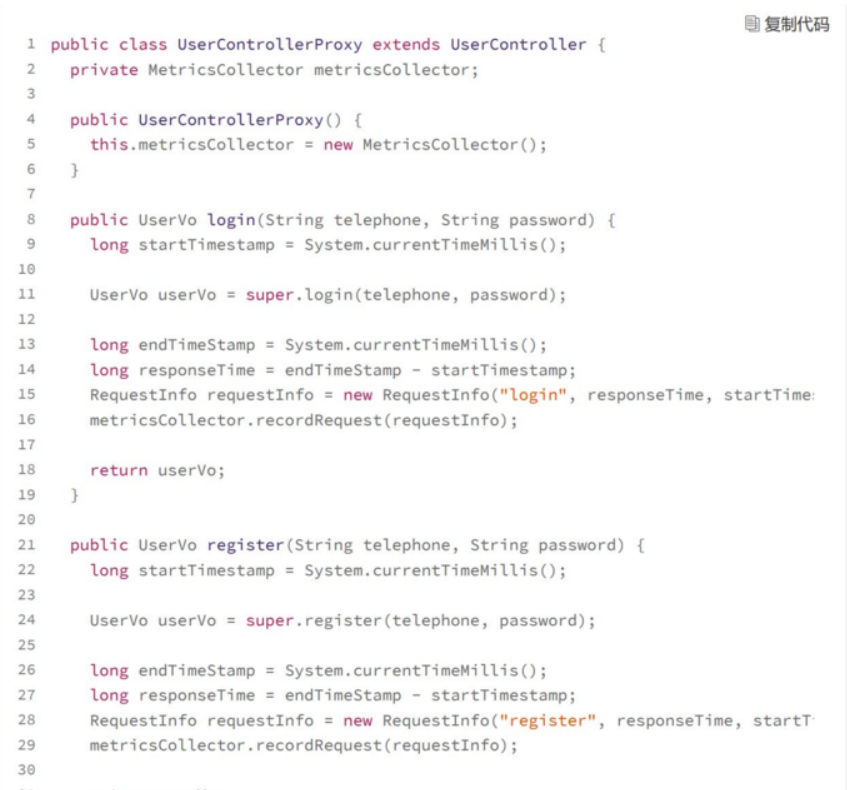 复制代码
1 public class UserControllerProxy extends UserController {
2   private MetricsCollector metricsCollector;
3
4   public UserControllerProxy() {
5     this.metricsCollector = new MetricsCollector();
6   }
7
8   public UserVo login(String telephone, String password) {
9     long startTimestamp = System.currentTimeMillis();
10
11     UserVo userVo = super.login(telephone, password);
12
13     long endTimeStamp = System.currentTimeMillis();
14     long responseTime = endTimeStamp - startTimestamp;
15     RequestInfo requestInfo = new RequestInfo("login", responseTime, startTime
16     metricsCollector.recordRequest(requestInfo);
17
18     return userVo;
19   }
20
21   public UserVo register(String telephone, String password) {
22     long startTimestamp = System.currentTimeMillis();
23
24     UserVo userVo = super.register(telephone, password);
25
26     long endTimeStamp = System.currentTimeMillis();
27     long responseTime = endTimeStamp - startTimestamp;
28     RequestInfo requestInfo = new RequestInfo("register", responseTime, startT
29     metricsCollector.recordRequest(requestInfo);
30